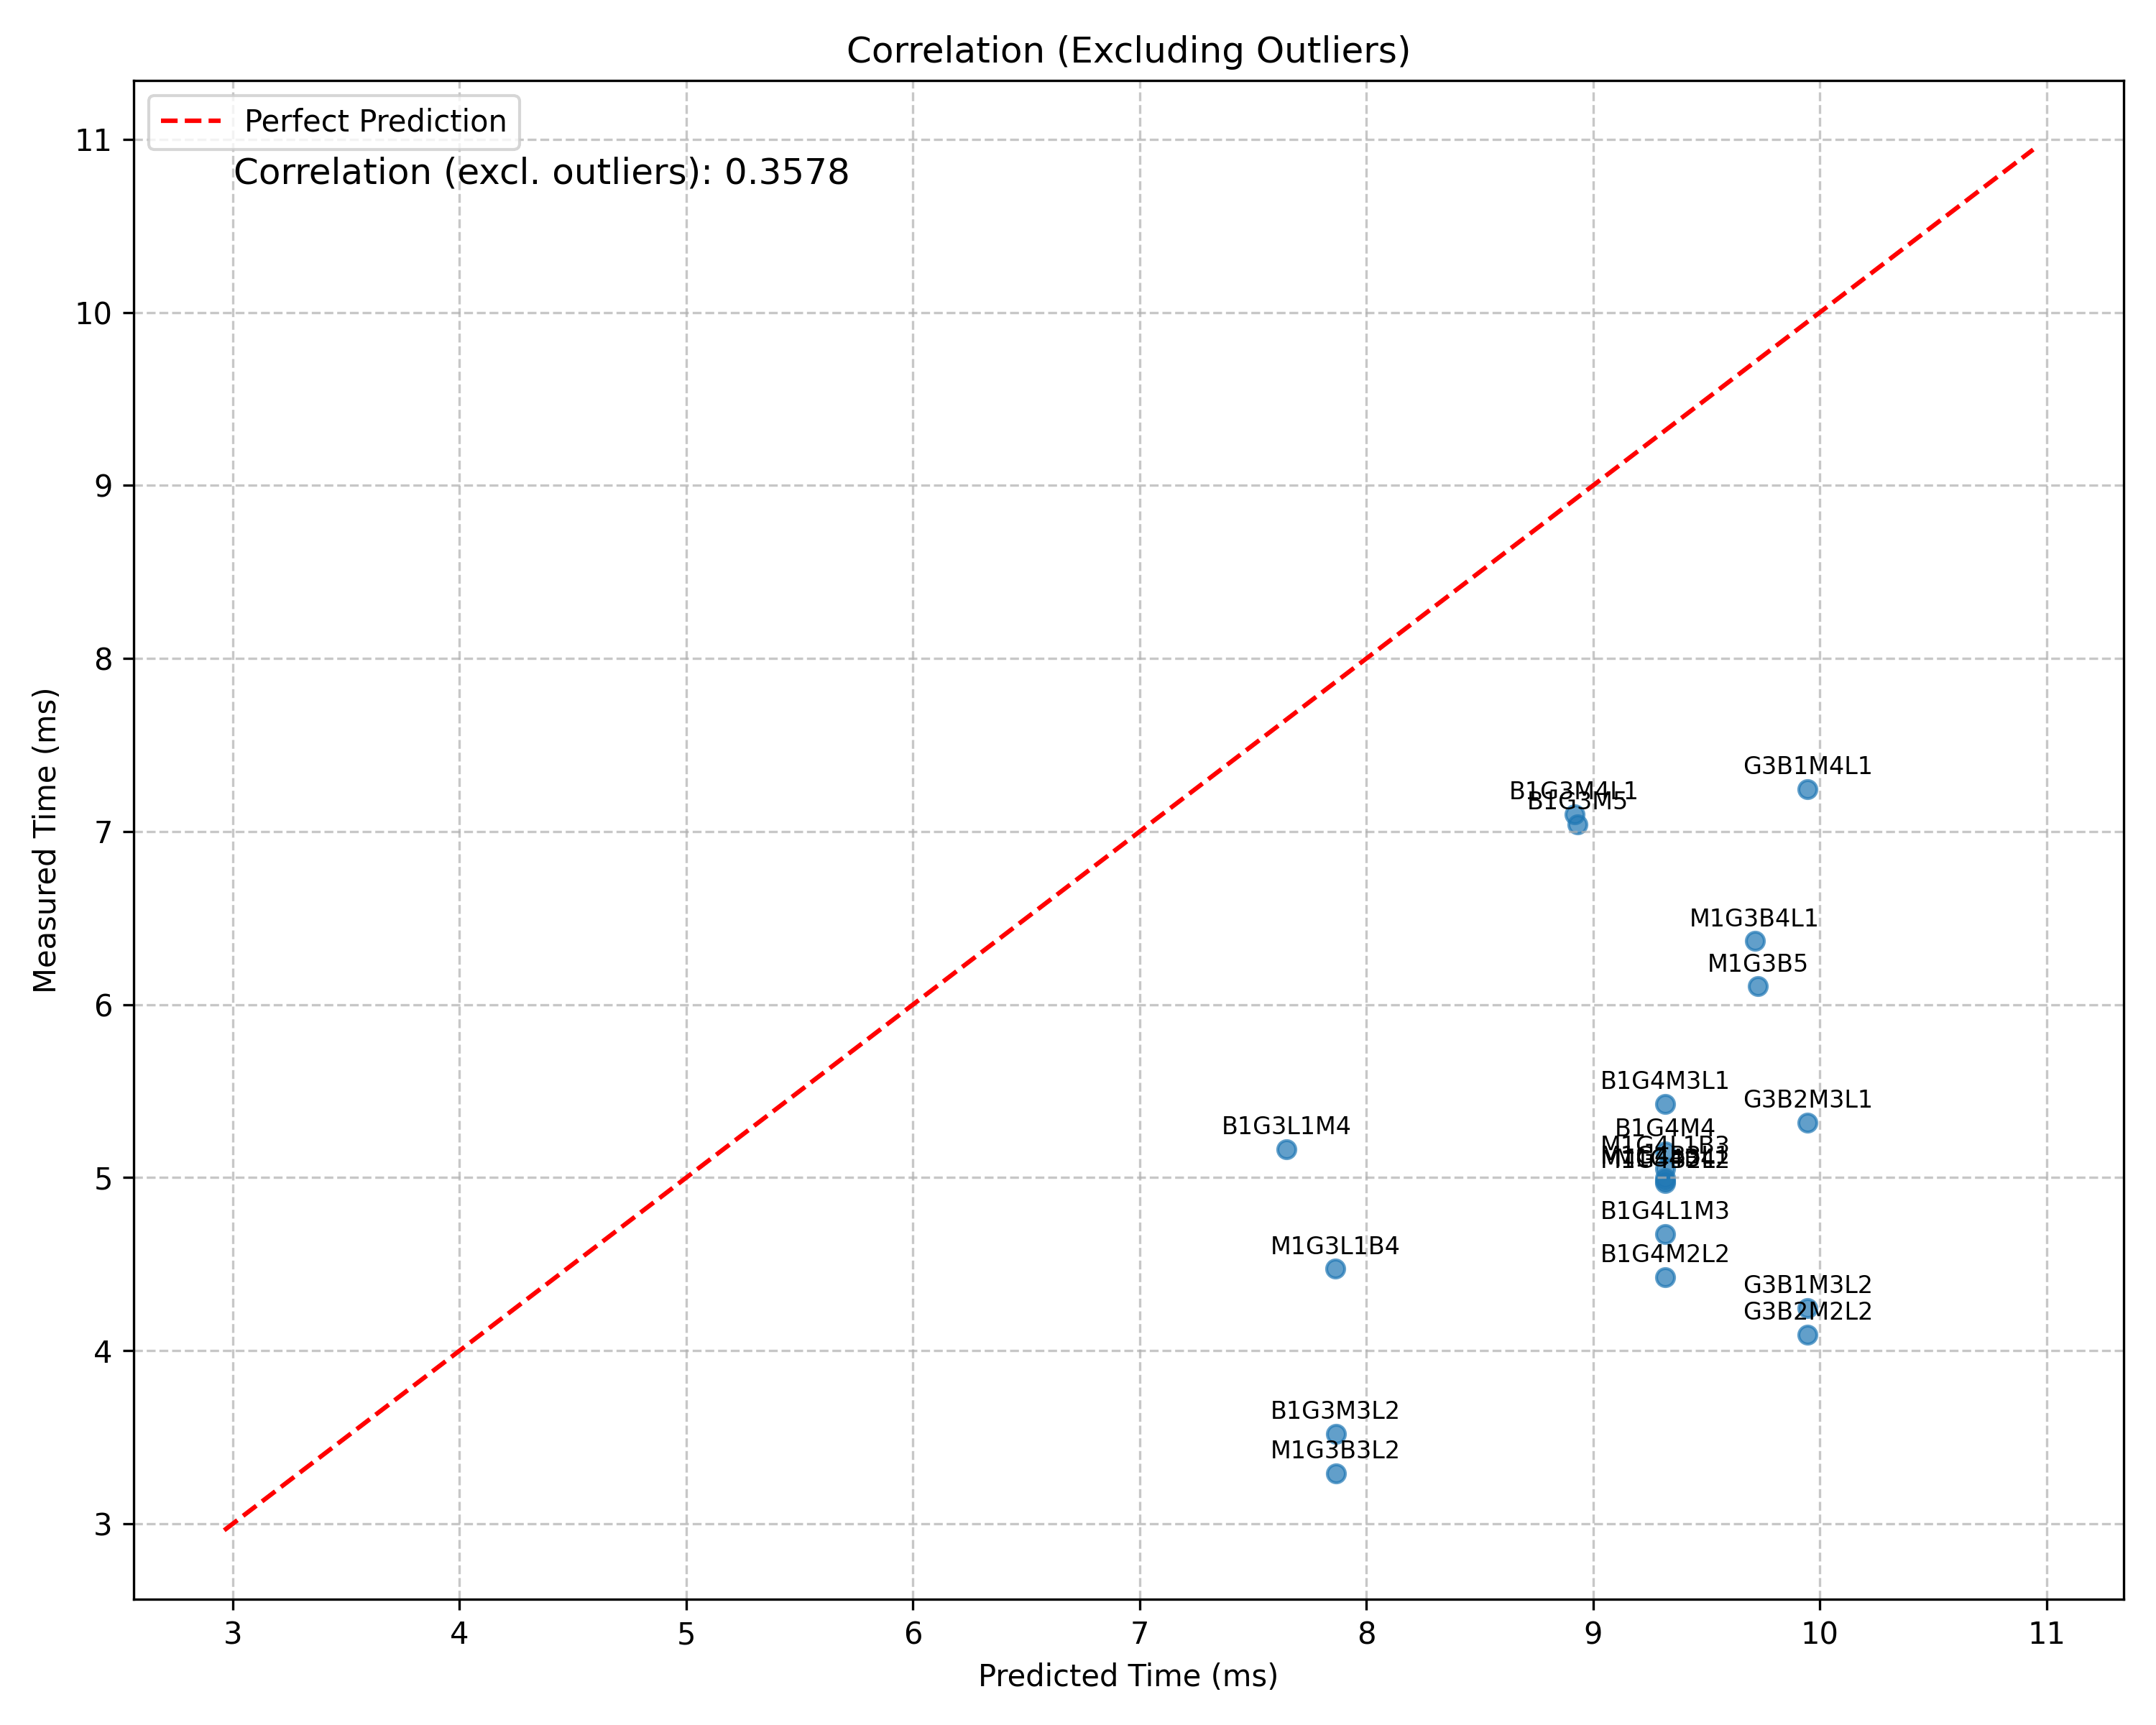 Correlation (Excluding Outliers)
Perfect Prediction
Correlation (excl. outliers): 0.3578
11
10
9
8
7
6
5
4
3
Measured Time (ms)
G3B1M4L1
B1G3M4L1
B1G3M5
M1G3B4L1
M1G3B5
B1G4M3L1
G3B2M3L1
B1G3L1M4
B1G4M4
M1G4L1B3
B1G4L1M3
M1G3L1B4
B1G4M2L2
G3B1M3L2
G3B2M2L2
B1G3M3L2
M1G3B3L2
3
4
5
6
7
8
9
10
11
Predicted Time (ms)